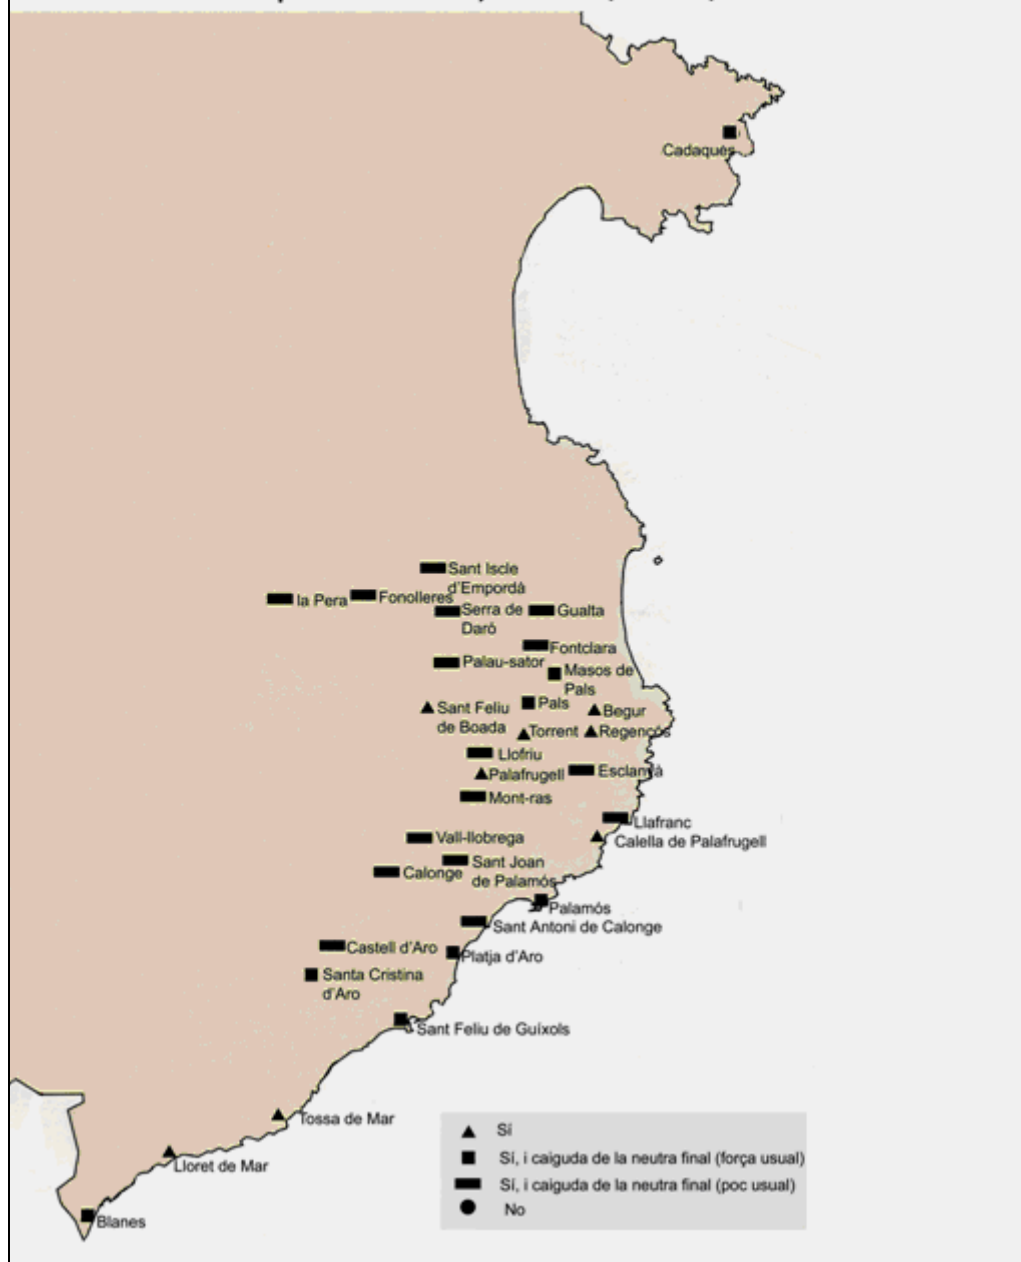 Cadaqués
Sant Iscle
d'Empordà
la Pera
Fonolleres
Serra de
Daró
Gualta
Fontclara
Palau-sator
Masos de
Pals
Pals
Sant Feliu
de Boada
Begur
Torrent
Regencós
Llofriu
Palafrugell
Esclanyà
Mont-ras
Llafranc
Vall-llobrega
Calella de Palafrugell
Sant Joan
de Palamós
Calonge
Palamós
Sant Antoni de Calonge
Castell d'Aro
Platja d'Aro
Santa Cristina
d'Aro
Sant Feliu de Guíxols
Tossa de Mar
Lloret de Mar
Blanes
Sí
Sí, i caiguda de la neutra final (força usual)
Sí, i caiguda de la neutra final (poc usual)
No